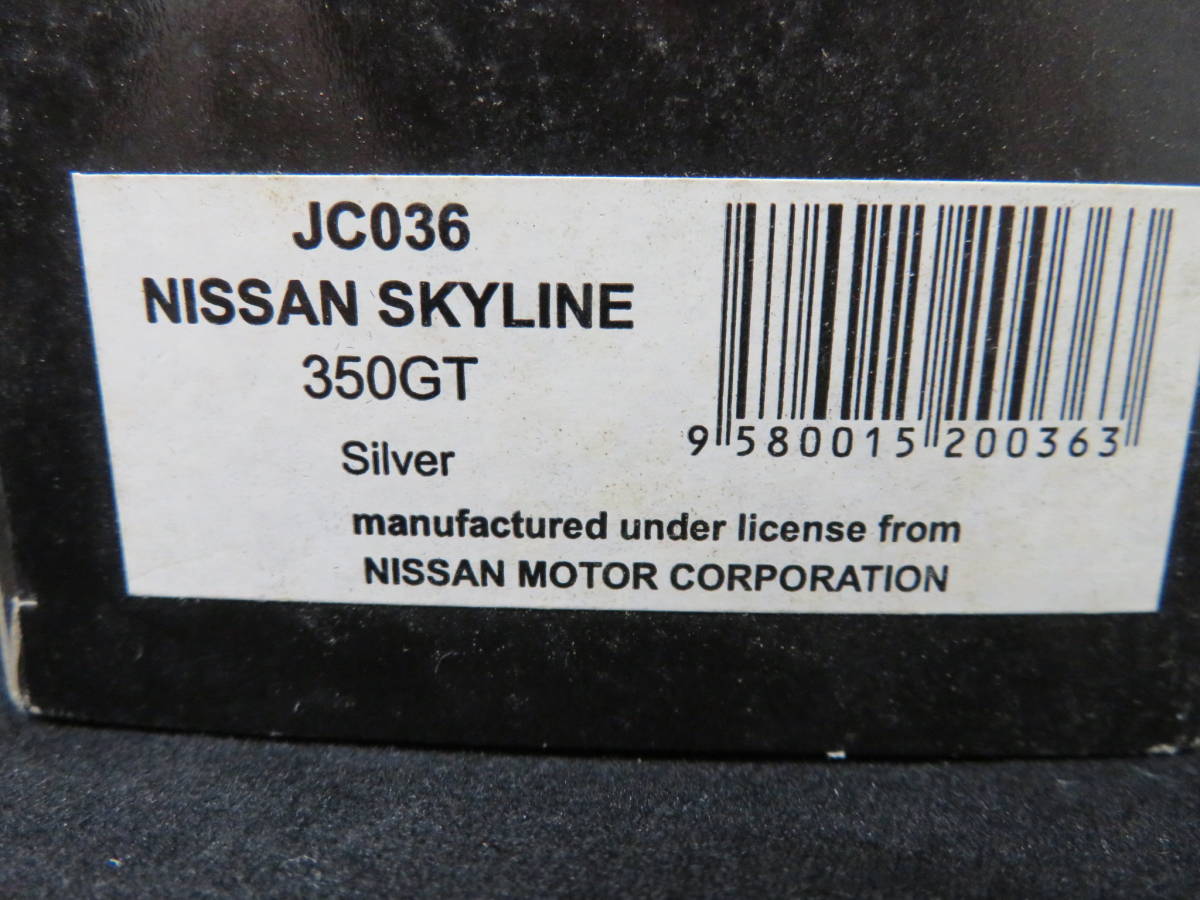 JC036
NISSAN SKYLINE
350GT
Silver
manufactured under license from
NISSAN MOTOR CORPORATION
9 580015 200363